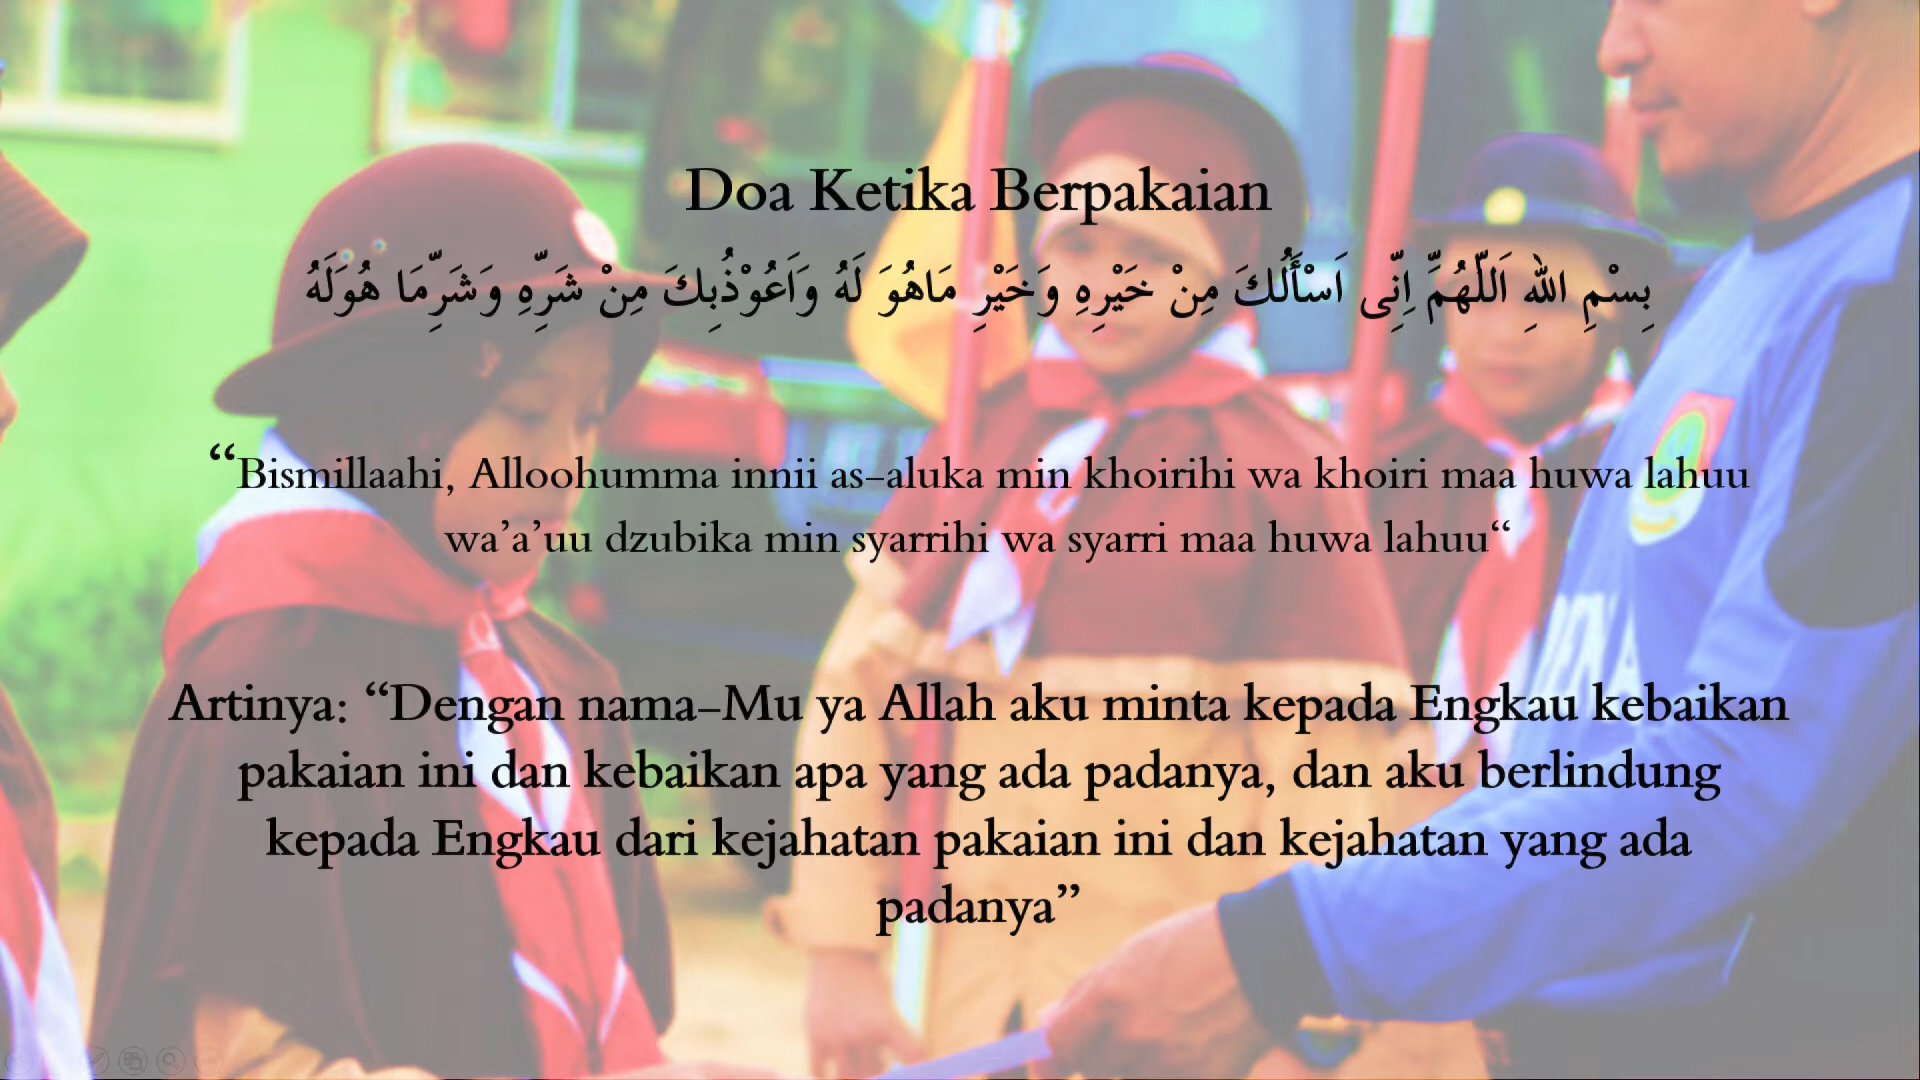 Doa Ketika Berpakaian
بِسْمِ اللهِ اَللّهُمَِّ اِنِّى اَسْأَلُكَ مِنْ خَيْرِهِ وَخَيْرِ مَاهُوَ لَهُ وَاَعُوْذُبِكَ مِنْ شَرِّهِ وَشَرِّمَا هُوَلَهُ
“Bismillaahi, Alloohumma innii as–aluka min khoirihi wa khoiri maa huwa lahuu
wa’a’uu dzubika min syarrihi wa syarri maa huwa lahuu“
Artinya: “Dengan nama–Mu ya Allah aku minta kepada Engkau kebaikan
pakaian ini dan kebaikan apa yang ada padanya, dan aku berlindung
kepada Engkau dari kejahatan pakaian ini dan kejahatan yang ada
padanya”